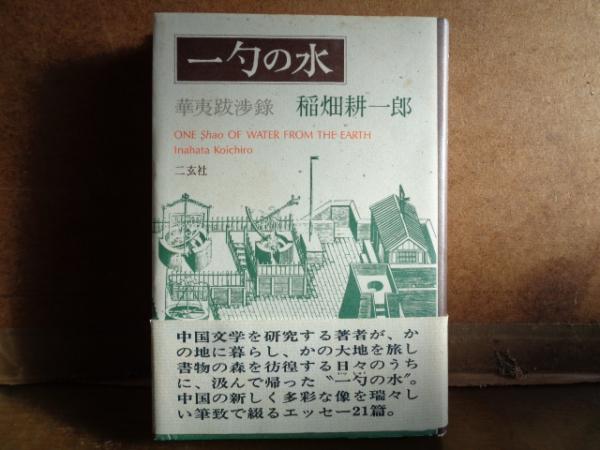 一勺の水
華夷跋渉錄 稲畑耕一郎
ONE Shao OF WATER FROM THE EARTH
Inahata Koichiro
二玄社
中国文学を研究する著者が、か
の地に暮らし、かの大地を旅し
書物の森を彷徨する日々のうち
に、汲んで帰った〝一勺の水〟。
中国の新しく多彩な像を瑞々し
い筆致で綴るエッセー21篇。